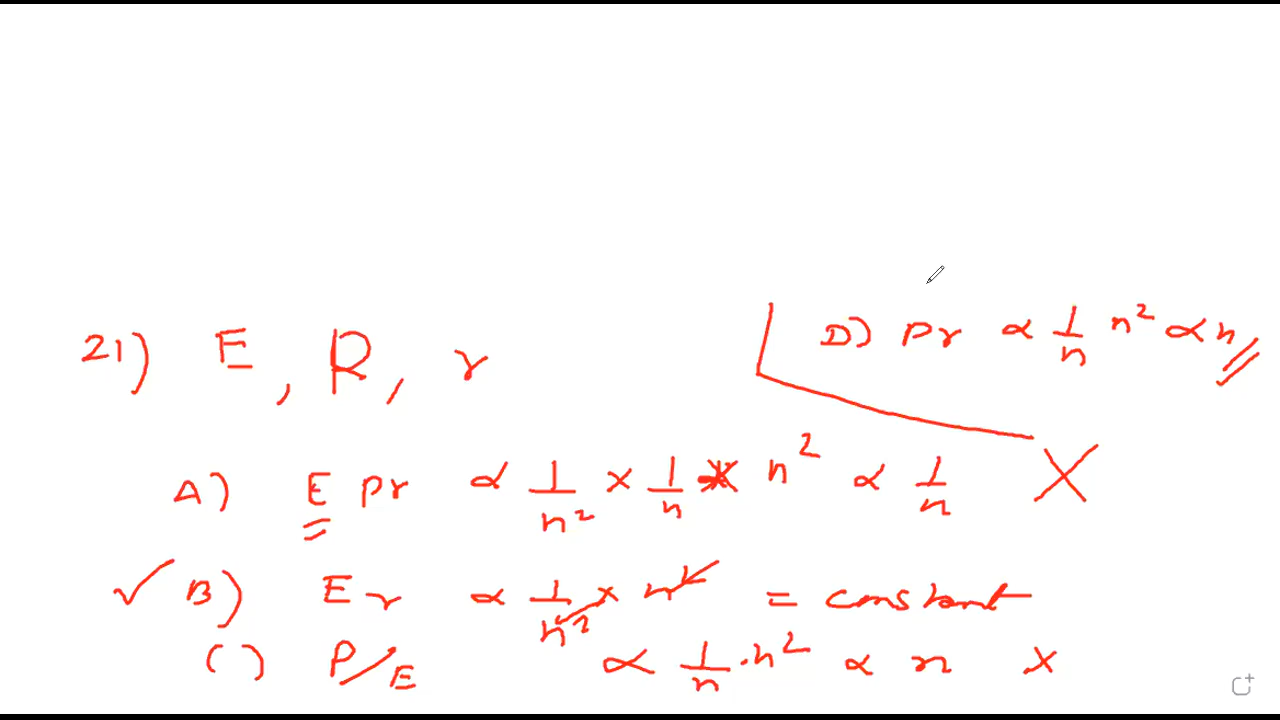 21) E, R, r
D) Pr ∝ 1/n n² ∝ n
A) E Pr ∝ 1/n² × 1/n n² ∝ 1/n X
✓ B) Er ∝ 1/n² × n² = constant
C) P/E ∝ 1/n · n² ∝ n ×